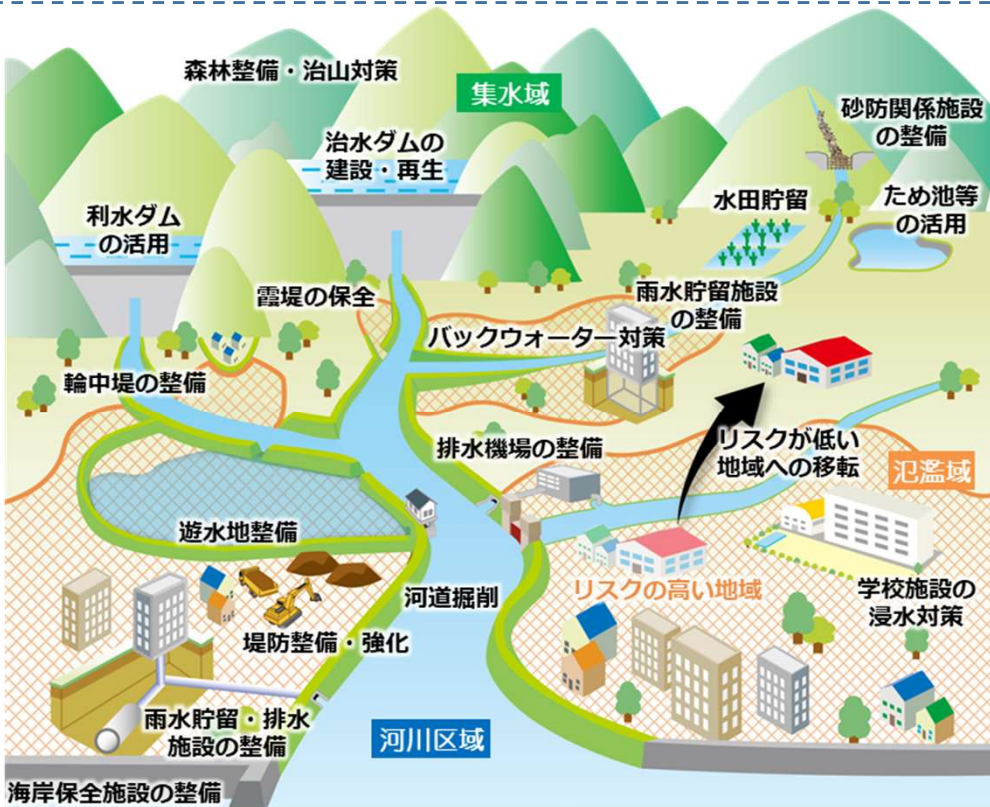 森林整備・治山対策
集水域
砂防関係施設
の整備
治水ダムの
建設・再生
水田貯留
ため池等
の活用
利水ダム
の活用
霞堤の保全
雨水貯留施設
の整備
バックウォーター対策
輪中堤の整備
排水機場の整備
リスクが低い
地域への移転
氾濫域
遊水地整備
リスクの高い地域
学校施設の
浸水対策
河道掘削
堤防整備・強化
雨水貯留・排水
施設の整備
河川区域
海岸保全施設の整備